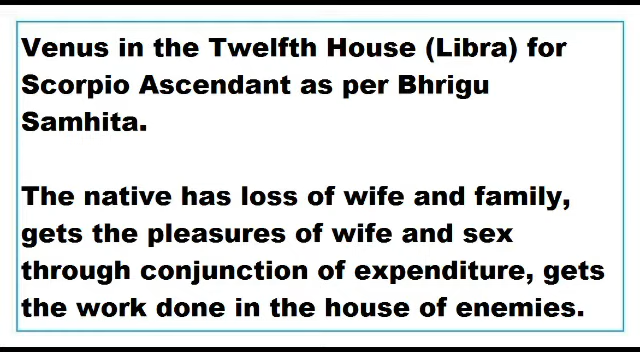 Venus in the Twelfth House (Libra) for
Scorpio Ascendant as per Bhrigu
Samhita.
The native has loss of wife and family,
gets the pleasures of wife and sex
through conjunction of expenditure, gets
the work done in the house of enemies.